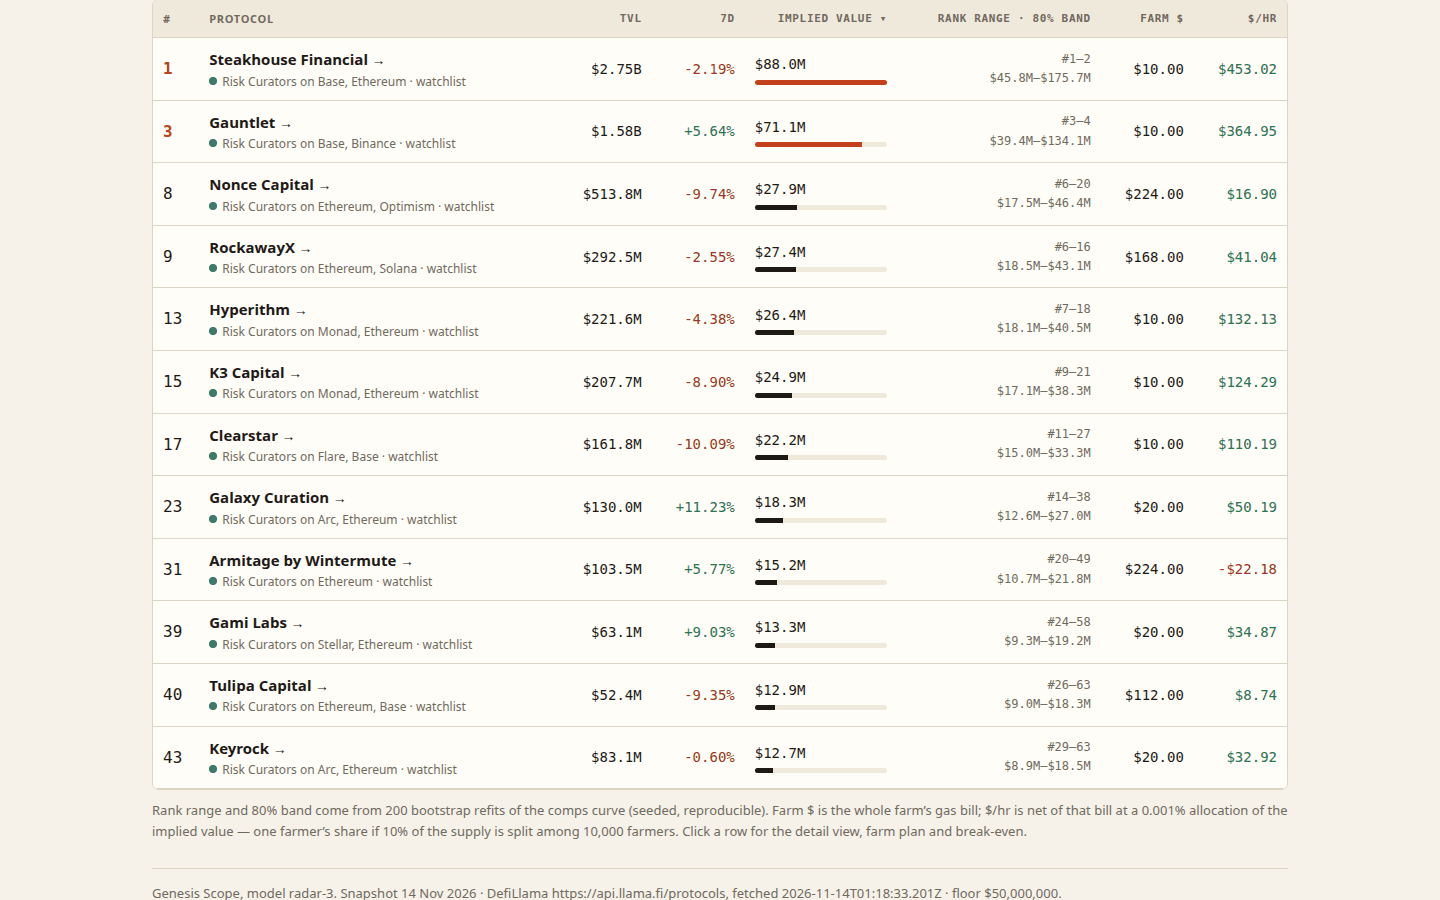 # PROTOCOL TVL 7D IMPLIED VALUE ▾ RANK RANGE · 80% BAND FARM $ $/HR
1 Steakhouse Financial → $2.75B -2.19% $88.0M #1–2 $10.00 $453.02
Risk Curators on Base, Ethereum · watchlist $45.8M–$175.7M
3 Gauntlet → $1.58B +5.64% $71.1M #3–4 $10.00 $364.95
Risk Curators on Base, Binance · watchlist $39.4M–$134.1M
8 Nonce Capital → $513.8M -9.74% $27.9M #6–20 $224.00 $16.90
Risk Curators on Ethereum, Optimism · watchlist $17.5M–$46.4M
9 RockawayX → $292.5M -2.55% $27.4M #6–16 $168.00 $41.04
Risk Curators on Ethereum, Solana · watchlist $18.5M–$43.1M
13 Hyperithm → $221.6M -4.38% $26.4M #7–18 $10.00 $132.13
Risk Curators on Monad, Ethereum · watchlist $18.1M–$40.5M
15 K3 Capital → $207.7M -8.90% $24.9M #9–21 $10.00 $124.29
Risk Curators on Monad, Ethereum · watchlist $17.1M–$38.3M
17 Clearstar → $161.8M -10.09% $22.2M #11–27 $10.00 $110.19
Risk Curators on Flare, Base · watchlist $15.0M–$33.3M
23 Galaxy Curation → $130.0M +11.23% $18.3M #14–38 $20.00 $50.19
Risk Curators on Arc, Ethereum · watchlist $12.6M–$27.0M
31 Armitage by Wintermute → $103.5M +5.77% $15.2M #20–49 $224.00 -$22.18
Risk Curators on Ethereum · watchlist $10.7M–$21.8M
39 Gami Labs → $63.1M +9.03% $13.3M #24–58 $20.00 $34.87
Risk Curators on Stellar, Ethereum · watchlist $9.3M–$19.2M
40 Tulipa Capital → $52.4M -9.35% $12.9M #26–63 $112.00 $8.74
Risk Curators on Ethereum, Base · watchlist $9.0M–$18.3M
43 Keyrock → $83.1M -0.60% $12.7M #29–63 $20.00 $32.92
Risk Curators on Arc, Ethereum · watchlist $8.9M–$18.5M
Rank range and 80% band come from 200 bootstrap refits of the comps curve (seeded, reproducible). Farm $ is the whole farm's gas bill; $/hr is net of that bill at a 0.001% allocation of the
implied value — one farmer's share if 10% of the supply is split among 10,000 farmers. Click a row for the detail view, farm plan and break-even.
Genesis Scope, model radar-3. Snapshot 14 Nov 2026 · DefiLlama https://api.llama.fi/protocols, fetched 2026-11-14T01:18:33.201Z · floor $50,000,000.